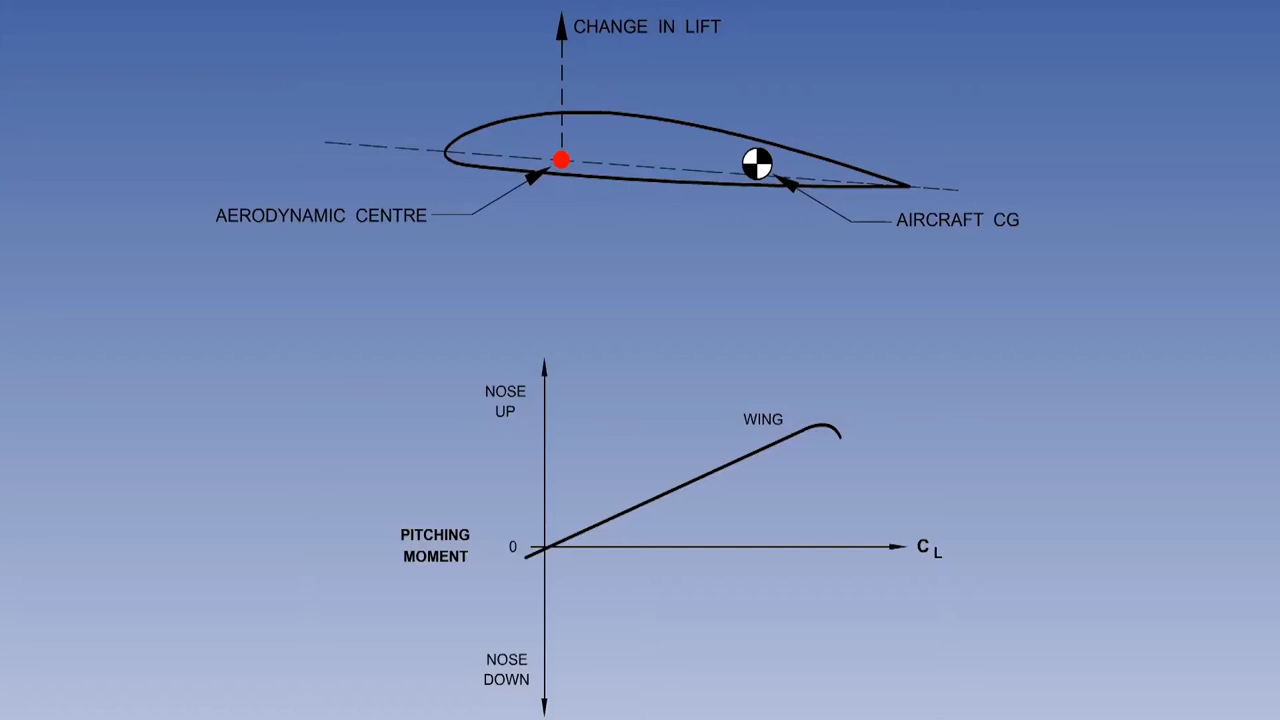 CHANGE IN LIFT
AERODYNAMIC CENTRE
AIRCRAFT CG
NOSE
UP
WING
PITCHING
MOMENT
0
C L
NOSE
DOWN